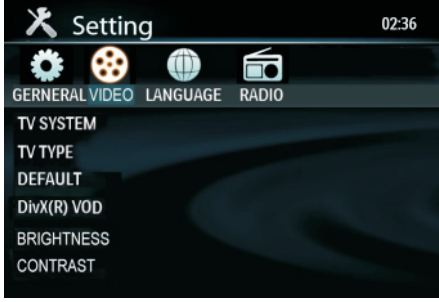 Setting 02:36
GERNERAL VIDEO LANGUAGE RADIO
TV SYSTEM
TV TYPE
DEFAULT
DivX(R) VOD
BRIGHTNESS
CONTRAST